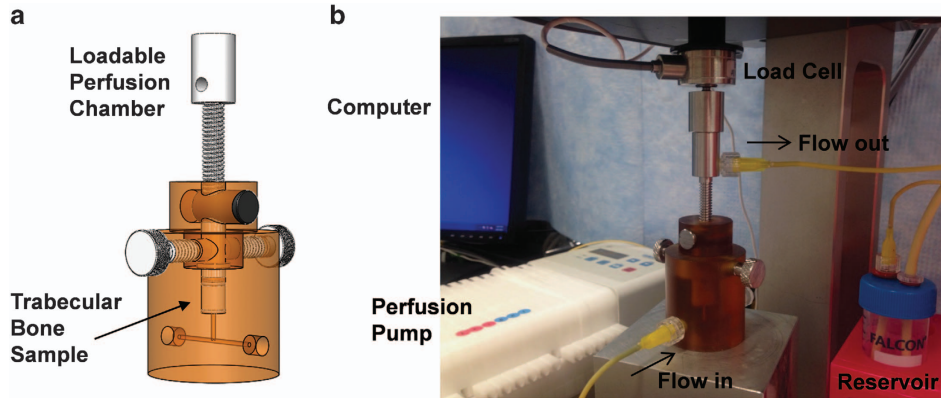 a
Loadable
Perfusion
Chamber
Trabecular
Bone
Sample
b
Computer
Load Cell
Flow out
Perfusion
Pump
Flow in
FALCON
Reservoir